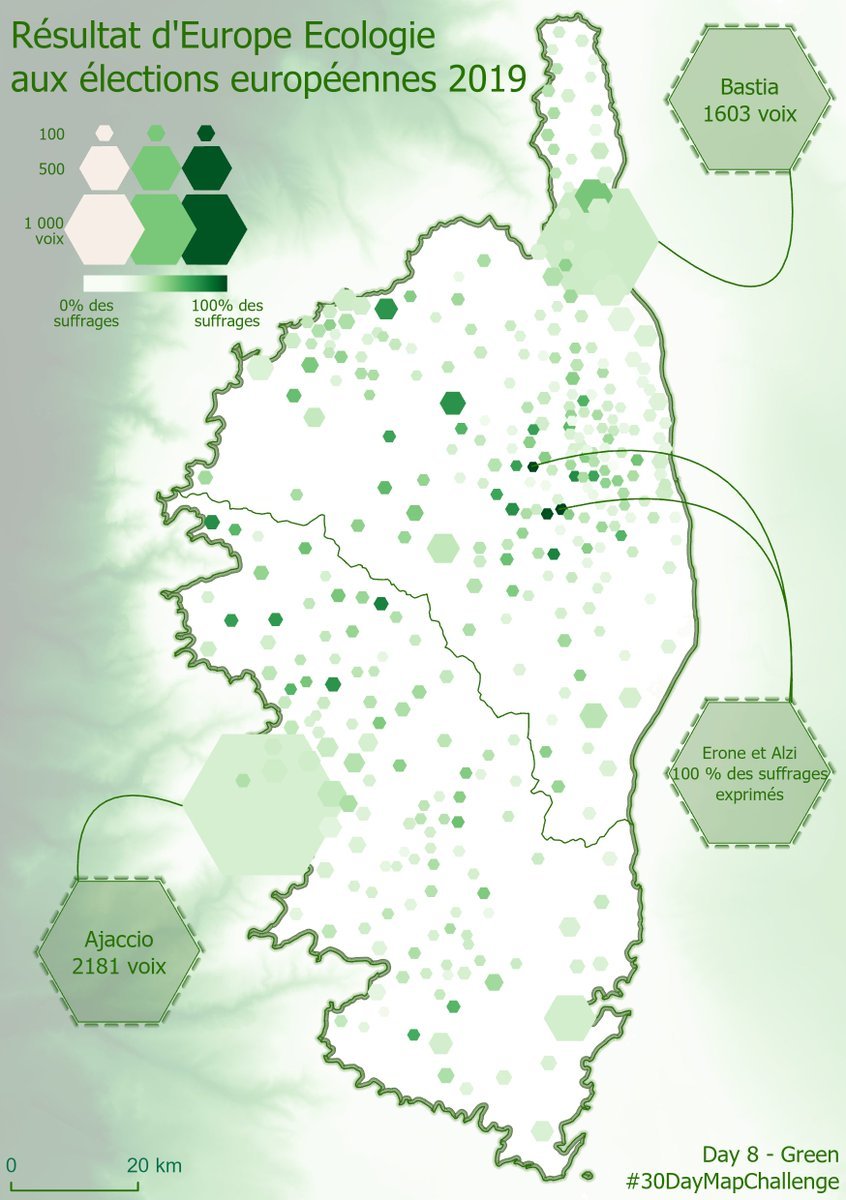 Résultat d'Europe Ecologie
aux élections européennes 2019
100
500
1 000
voix
0% des
suffrages
100% des
suffrages
Bastia
1603 voix
Erone et Alzi
100 % des suffrages
exprimés
Ajaccio
2181 voix
0
20 km
Day 8 - Green
#30DayMapChallenge